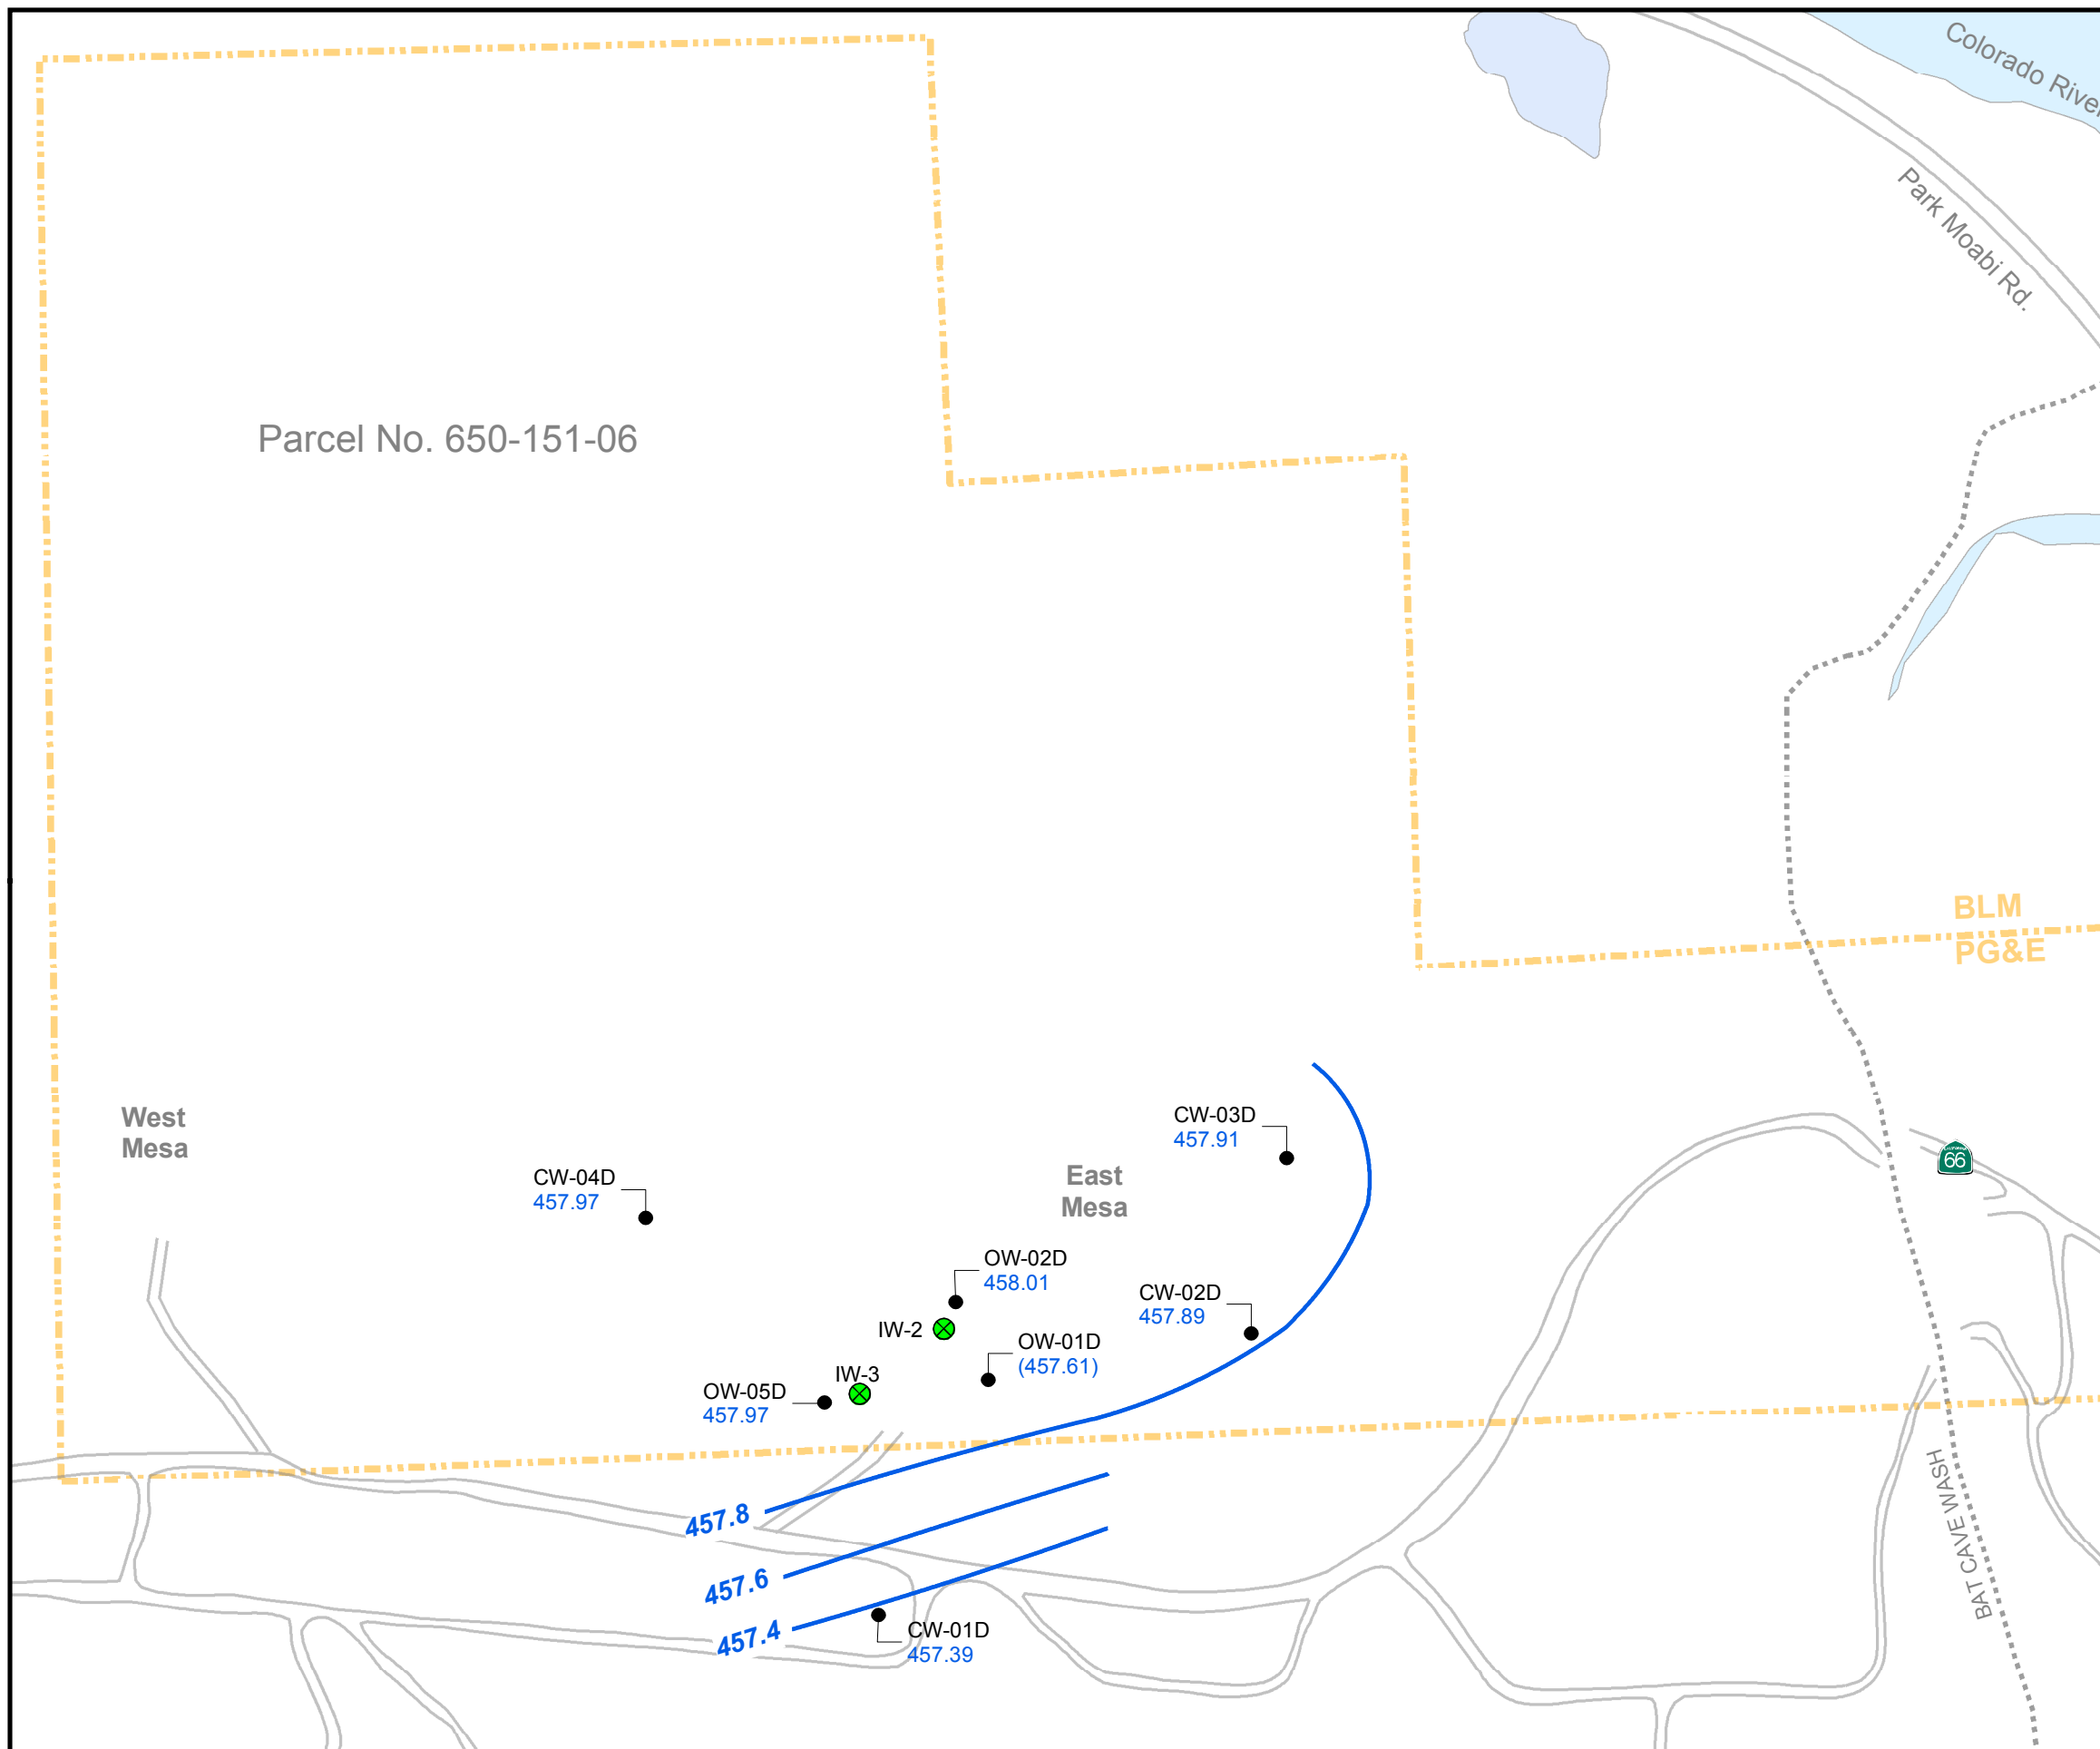 Colorado River
Park Moabi Rd.
Parcel No. 650-151-06
BLM
PG&E
West
Mesa
CW-03D
457.91
66
East
Mesa
CW-04D
457.97
OW-02D
458.01
CW-02D
457.89
IW-2
OW-01D
(457.61)
IW-3
OW-05D
457.97
BAT CAVE WASH
457.8
457.6
457.4
CW-01D
457.39